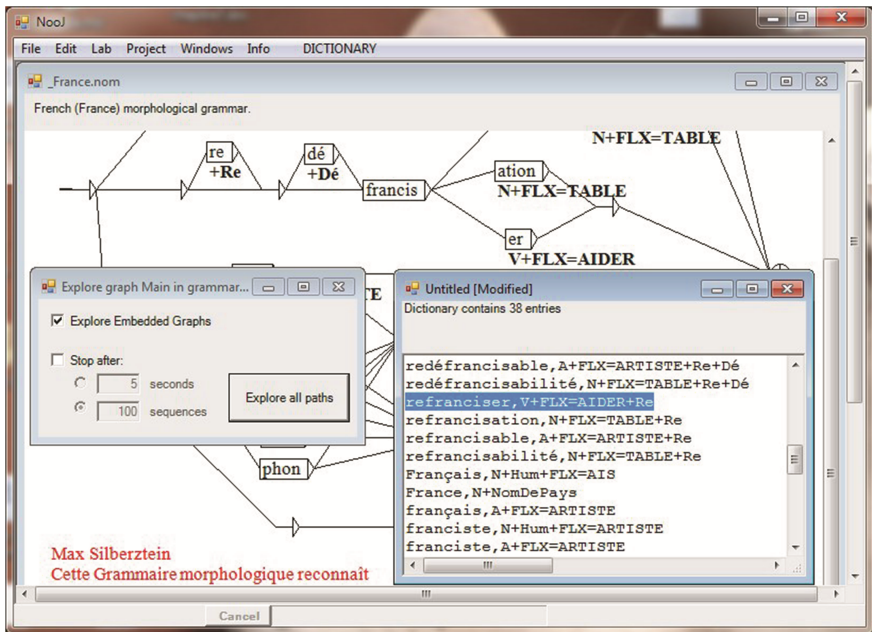 NooJ
File Edit Lab Project Windows Info DICTIONARY
_France.nom
French (France) morphological grammar.
re
+Re
dé
+Dé
francis
ation
N+FLX=TABLE
er
V+FLX=AIDER
N+FLX=TABLE
TE
phon
Max Silberztein
Cette Grammaire morphologique reconnaît
Explore graph Main in grammar...
Explore Embedded Graphs
Stop after:
5 seconds
100 sequences
Explore all paths
Untitled [Modified]
Dictionary contains 38 entries
redéfrancisable,A+FLX=ARTISTE+Re+Dé
redéfrancisabilité,N+FLX=TABLE+Re+Dé
refranciser,V+FLX=AIDER+Re
refrancisation,N+FLX=TABLE+Re
refrancisable,A+FLX=ARTISTE+Re
refrancisabilité,N+FLX=TABLE+Re
Français,N+Hum+FLX=AIS
France,N+NomDePays
français,A+FLX=ARTISTE
franciste,N+Hum+FLX=ARTISTE
franciste,A+FLX=ARTISTE
Cancel